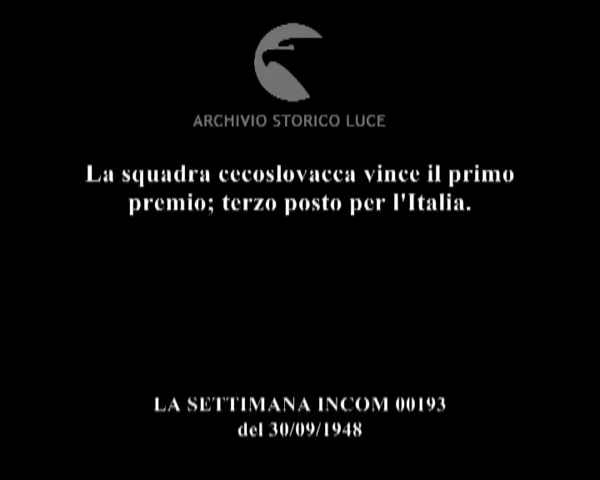 ARCHIVIO STORICO LUCE
La squadra cecoslovacca vince il primo
premio; terzo posto per l'Italia.
LA SETTIMANA INCOM 00193
del 30/09/1948